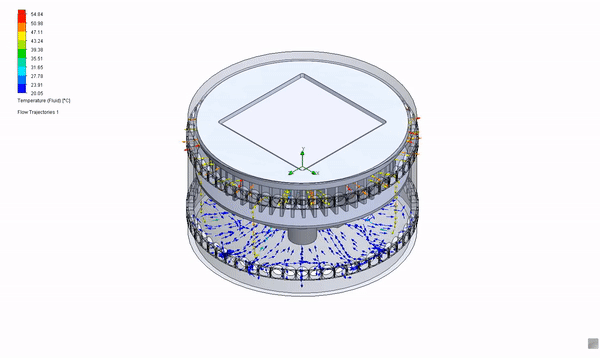 54.84
50.98
47.11
43.24
39.38
35.51
31.65
27.78
23.91
20.05
Temperature (Fluid) [°C]
Flow Trajectories 1
Y
X